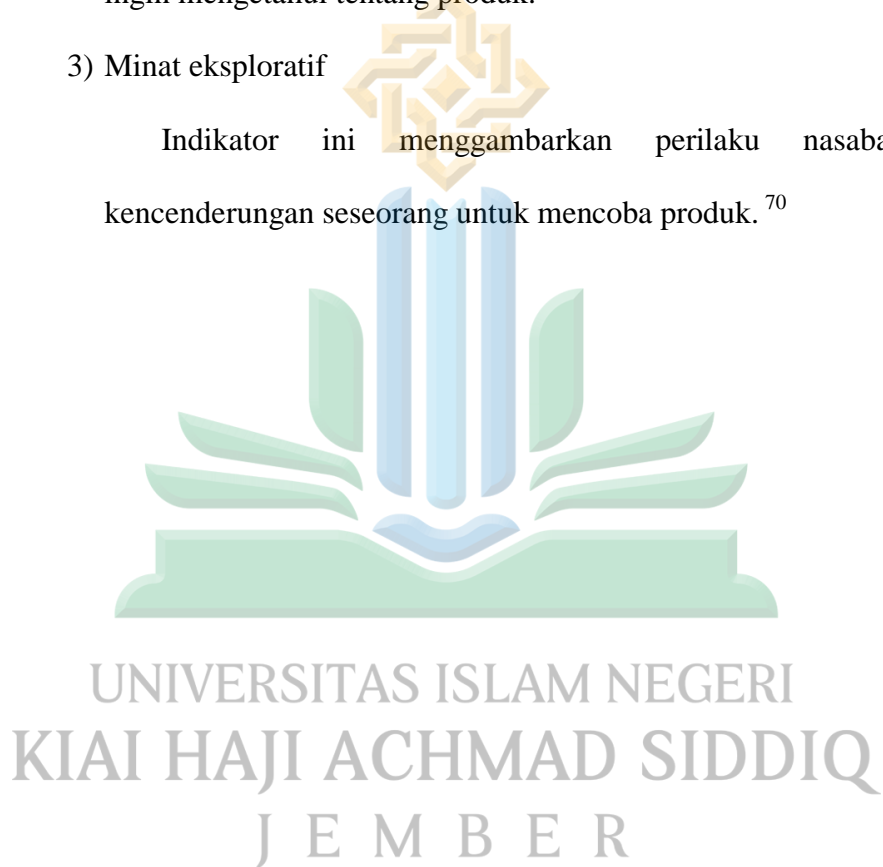 ingin mengetahui tentang produk.
3) Minat eksploratif
Indikator ini menggambarkan perilaku
kencenderungan seseorang untuk mencoba produk. 70
UNIVERSITAS ISLAM NEGERI
KIAI HAJI ACHMAD SIDDIQ
J E M B E R